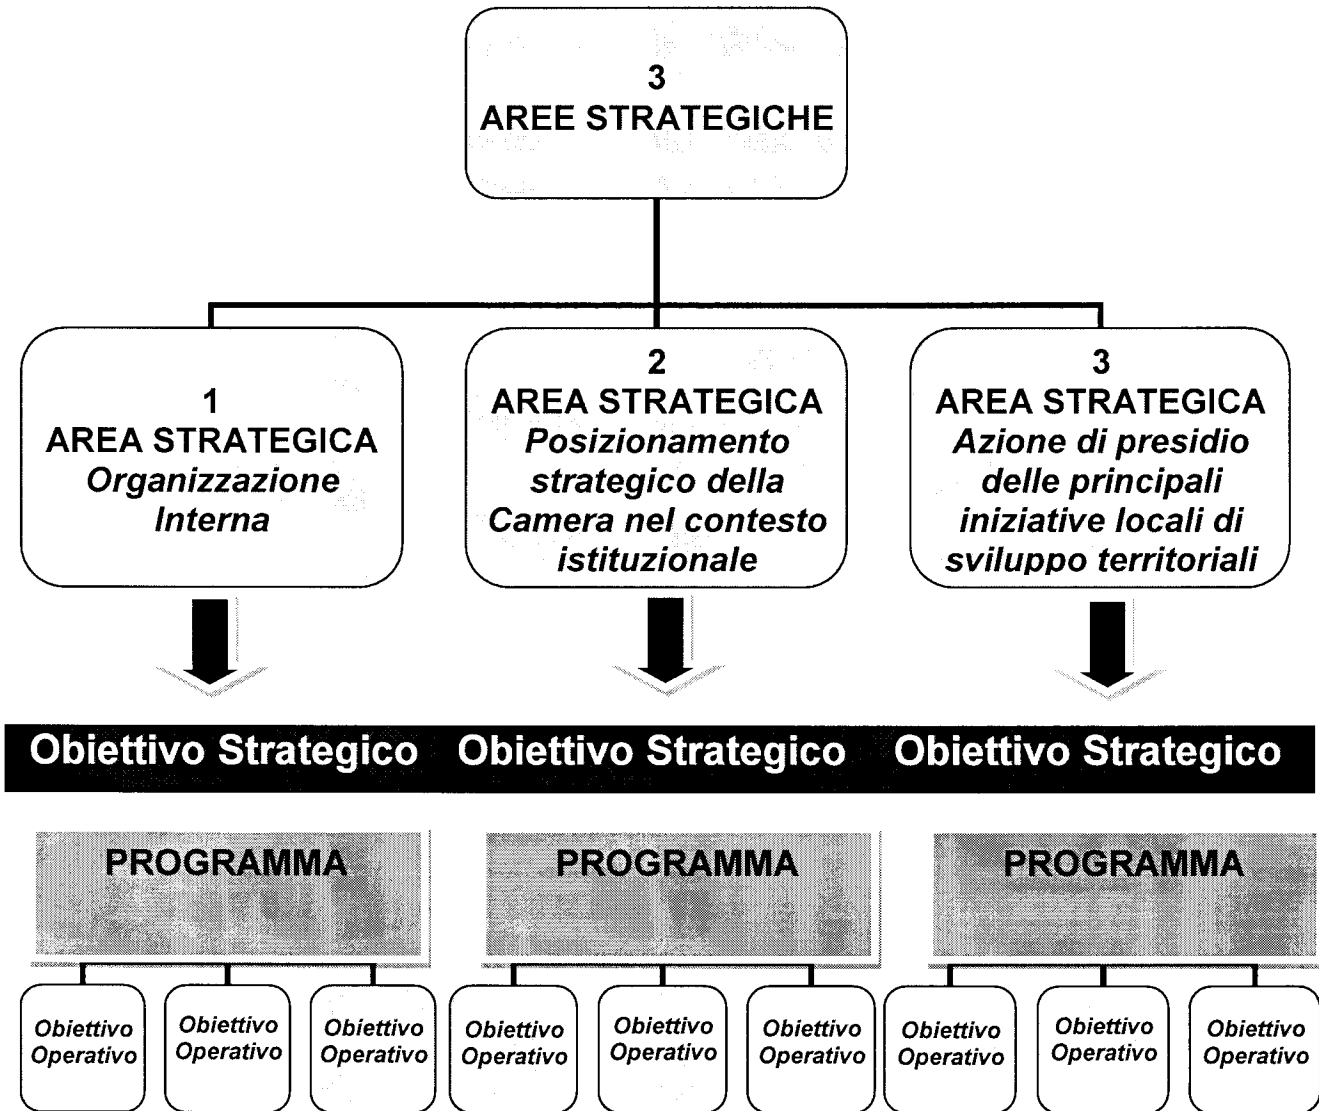 3
AREE STRATEGICHE
1
AREA STRATEGICA
Organizzazione
Interna
2
AREA STRATEGICA
Posizionamento
strategico della
Camera nel contesto
istituzionale
3
AREA STRATEGICA
Azione di presidio
delle principali
iniziative locali di
sviluppo territoriali
Obiettivo Strategico Obiettivo Strategico Obiettivo Strategico
PROGRAMMA
PROGRAMMA
PROGRAMMA
Obiettivo
Operativo
Obiettivo
Operativo
Obiettivo
Operativo
Obiettivo
Operativo
Obiettivo
Operativo
Obiettivo
Operativo
Obiettivo
Operativo
Obiettivo
Operativo
Obiettivo
Operativo